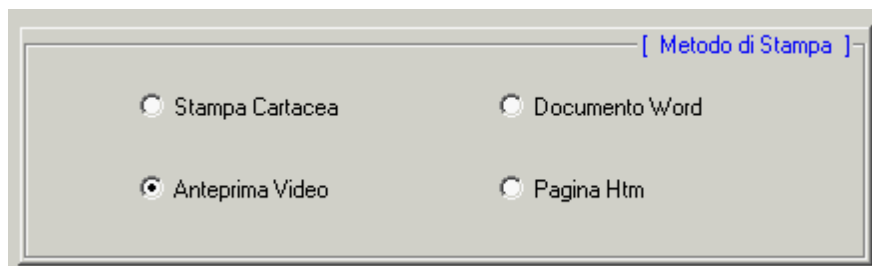 [ Metodo di Stampa ]
Stampa Cartacea
Documento Word
Anteprima Video
Pagina Htm